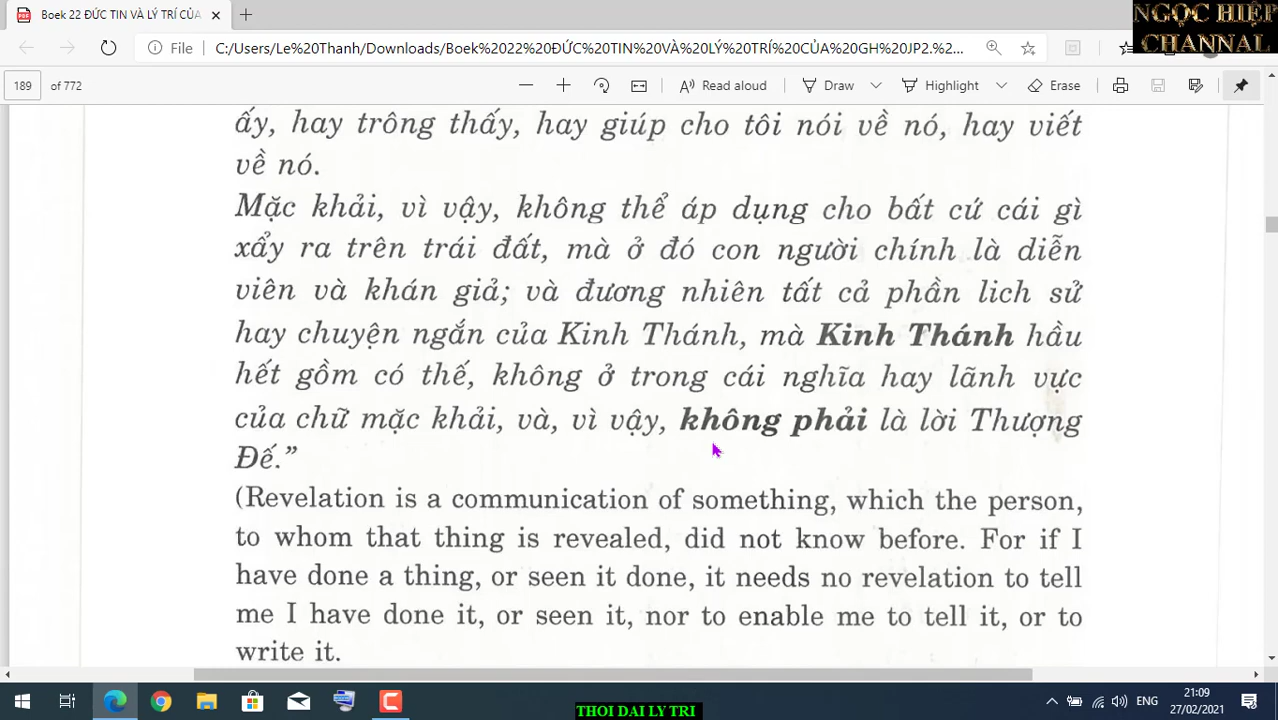 Boek 22 ĐỨC TIN VÀ LÝ TRÍ CỦA
NGỌC HIỆP
CHANNAL
File
C:/Users/Le%20Thanh/Downloads/Boek%2022%20ĐỨC%20TIN%20VÀ%20LÝ%20TRÍ%20CỦA%20GH%20JP2.%...
189 of 772
Read aloud
Draw
Highlight
Erase
ấy, hay trông thấy, hay giúp cho tôi nói về nó, hay viết
về nó.
Mặc khải, vì vậy, không thể áp dụng cho bất cứ cái gì
xẩy ra trên trái đất, mà ở đó con người chính là diễn
viên và khán giả; và đương nhiên tất cả phần lich sử
hay chuyện ngắn của Kinh Thánh, mà Kinh Thánh hầu
hết gồm có thế, không ở trong cái nghĩa hay lãnh vực
của chữ mặc khải, và, vì vậy, không phải là lời Thượng
Đế.”
(Revelation is a communication of something, which the person,
to whom that thing is revealed, did not know before. For if I
have done a thing, or seen it done, it needs no revelation to tell
me I have done it, or seen it, nor to enable me to tell it, or to
write it.
ENG
21:09
27/02/2021
THOI DAI LY TRI